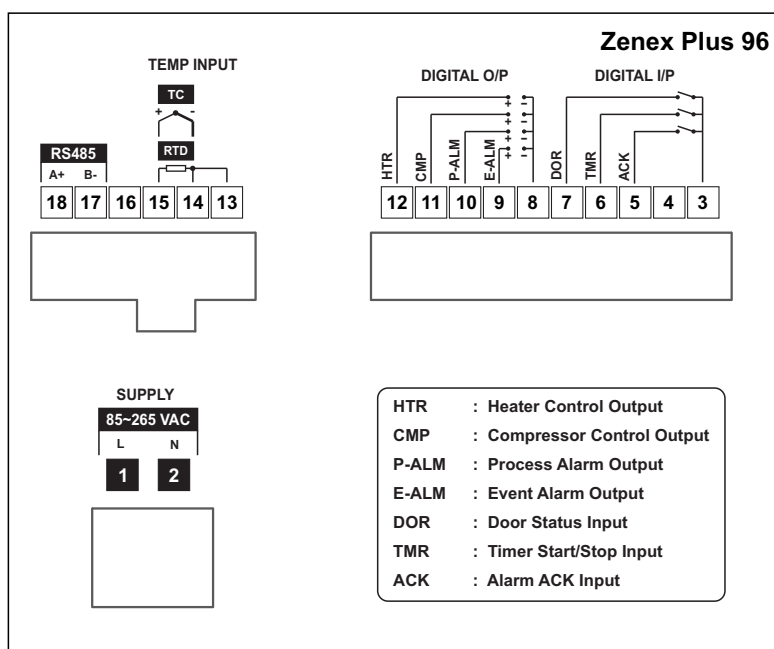 Zenex Plus 96
TEMP INPUT
TC
+ -
RTD
RS485
A+ B-
18 17 16 15 14 13
DIGITAL O/P DIGITAL I/P
+ -
+ -
+ -
+ -
HTR CMP P-ALM E-ALM DOR TMR ACK
12 11 10 9 8 7 6 5 4 3
SUPPLY
85~265 VAC
L N
1 2
HTR : Heater Control Output
CMP : Compressor Control Output
P-ALM : Process Alarm Output
E-ALM : Event Alarm Output
DOR : Door Status Input
TMR : Timer Start/Stop Input
ACK : Alarm ACK Input